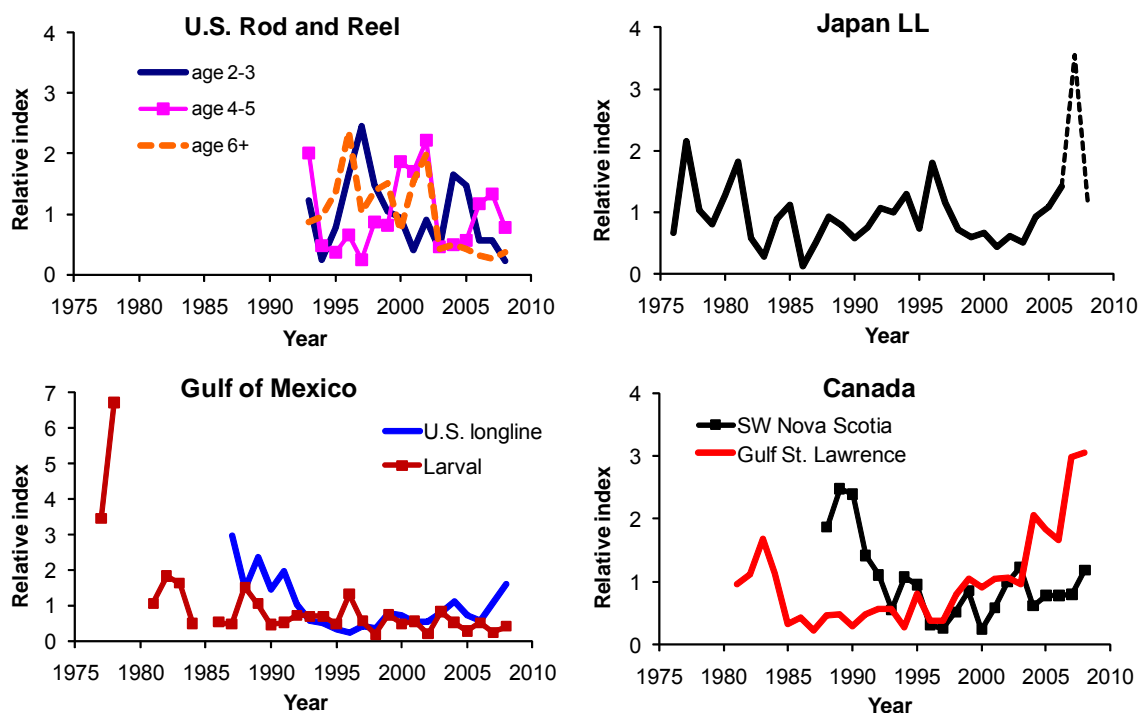 U.S. Rod and Reel
4
3
2
1
0
Relative index
age 2-3
age 4-5
age 6+
1975 1980 1985 1990 1995 2000 2005 2010
Year
Japan LL
4
3
2
1
0
Relative index
1975 1980 1985 1990 1995 2000 2005 2010
Year
Gulf of Mexico
7
6
5
4
3
2
1
0
Relative index
U.S. longline
Larval
1975 1980 1985 1990 1995 2000 2005 2010
Year
Canada
4
3
2
1
0
Relative index
SW Nova Scotia
Gulf St. Lawrence
1975 1980 1985 1990 1995 2000 2005 2010
Year